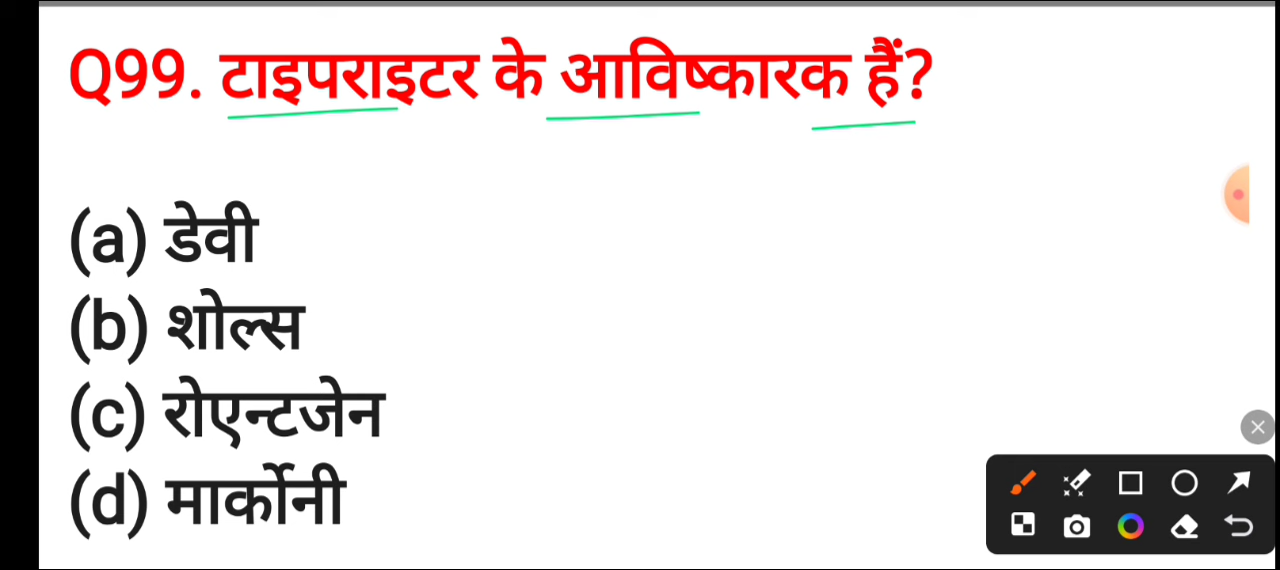 Q99. टाइपराइटर के आविष्कारक हैं?
(a) डेवी
(b) शोल्स
(c) रोएन्टजेन
(d) मार्कोनी